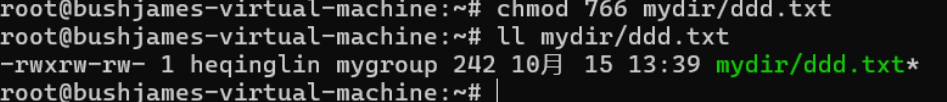 root@bushjames-virtual-machine:~# chmod 766 mydir/ddd.txt
root@bushjames-virtual-machine:~# ll mydir/ddd.txt
-rwxrw-rw- 1 heqinglin mygroup 242 10月 15 13:39 mydir/ddd.txt*
root@bushjames-virtual-machine:~#